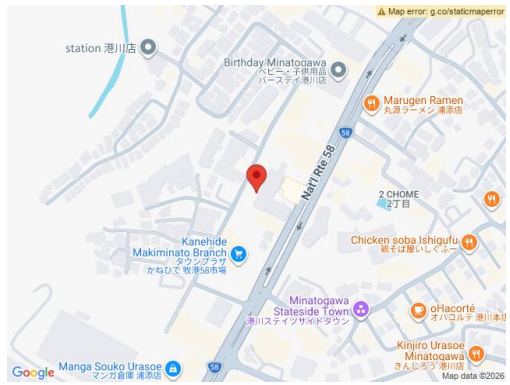 Map error: g.co/staticmaperror
station 港川店
Birthday Minatogawa
ベビー・子供用品
バースデイ港川店
Marugen Ramen
丸源ラーメン 浦添店
58
Nat'l Rte 58
2 CHOME
2丁目
Kanehide
Makiminato Branch
タウンプラザ
かねひで 牧港58市場
Chicken soba Ishigufu
鶏そば屋いしぐふー
Minatogawa
Stateside Town
港川ステイツサイドタウン
oHacorté
オハコルテ 港川本店
Kinjiro Urasoe
Minatogawa
きんじろう 港川店
Manga Souko Urasoe
マンガ倉庫 浦添店
58
Google
Map data ©2026